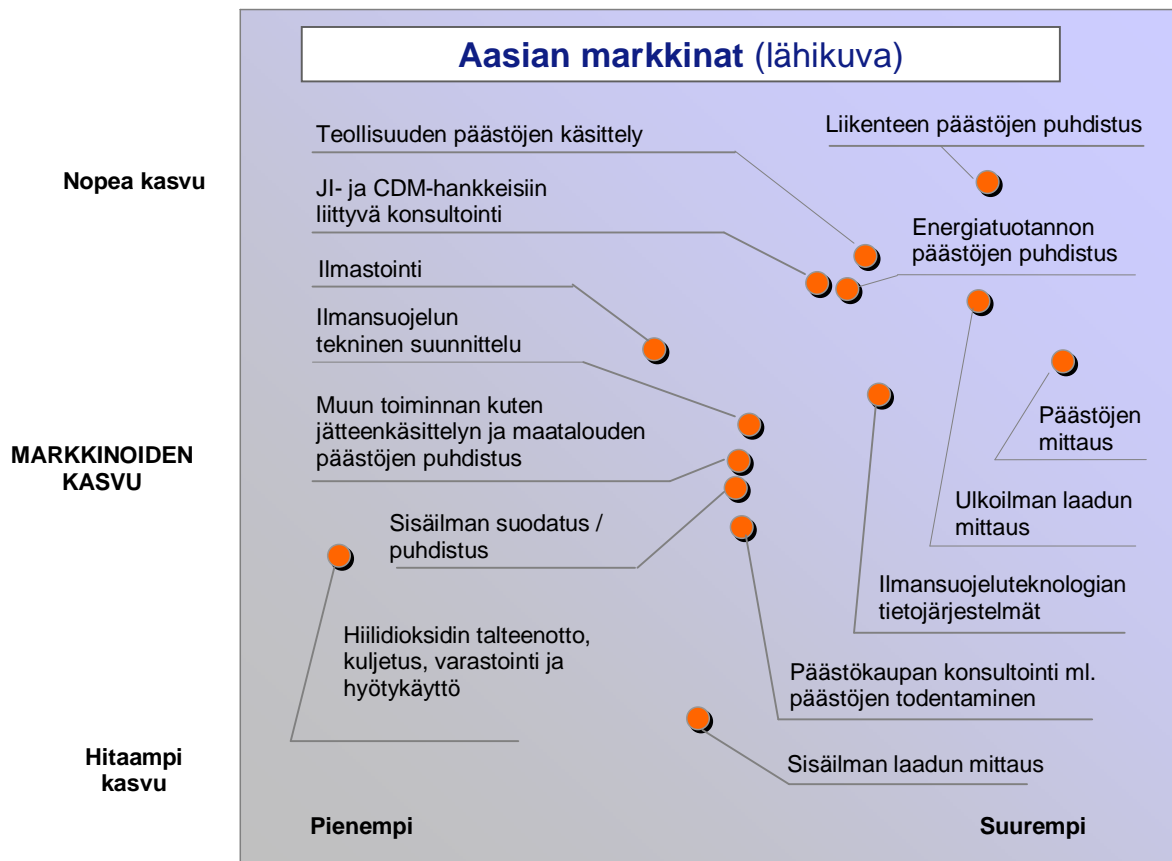 Aasian markkinat (lähikuva)
Teollisuuden päästöjen käsittely
Liikenteen päästöjen puhdistus
Nopea kasvu
JI- ja CDM-hankkeisiin
liittyvä konsultointi
Energiatuotannon
päästöjen puhdistus
Ilmastointi
Ilmansuojelun
tekninen suunnittelu
Muun toiminnan kuten
jätteenkäsittelyn ja maatalouden
päästöjen puhdistus
Päästöjen
mittaus
MARKKINOIDEN
KASVU
Sisäilman suodatus /
puhdistus
Ulkoilman laadun
mittaus
Ilmansuojeluteknologian
tietojärjestelmät
Hiilidioksidin talteenotto,
kuljetus, varastointi ja
hyötykäyttö
Päästökaupan konsultointi ml.
päästöjen todentaminen
Hitaampi
kasvu
Sisäilman laadun mittaus
Pienempi
Suurempi